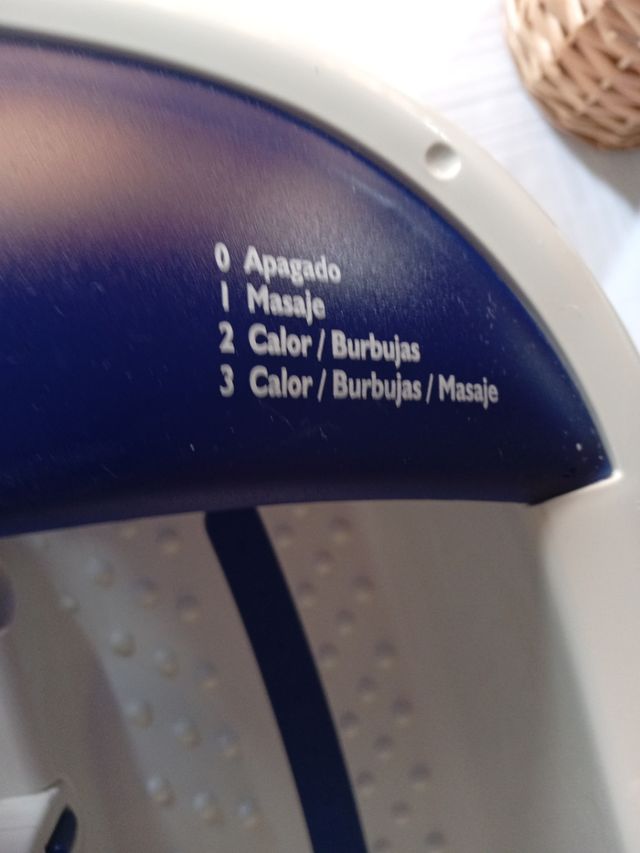 0 Apagado
1 Masaje
2 Calor / Burbujas
3 Calor / Burbujas / Masaje